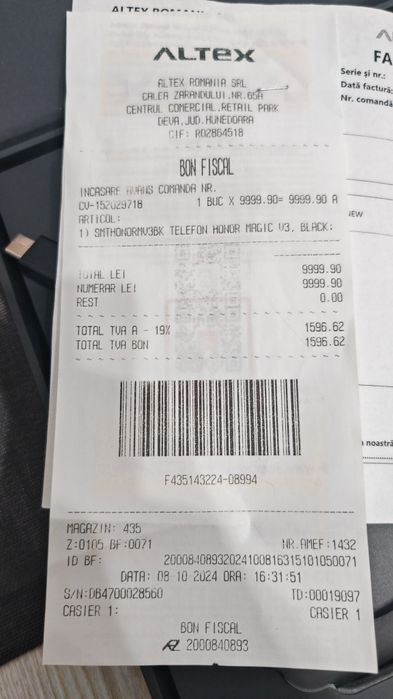 ALTEX ROMAN
ALTEX
ALTEX ROMANIA SRL
CALEA ZARANDULUI,NR.65A
CENTRUL COMERCIAL,RETAIL PARK
DEVA,JUD.HUNEDOARA
CIF: RO2864518
BON FISCAL
INCASARE AVANS COMANDA NR.
CV-152029718 1 BUC X 9999.90= 9999.90 A
ARTICOL:
1) SMTHONORMV3BK TELEFON HONOR MAGIC V3, BLACK;
TOTAL LEI 9999.90
NUMERAR LEI 9999.90
REST 0.00
TOTAL TVA A - 19% 1596.62
TOTAL TVA BON 1596.62
F435143224-08994
MAGAZIN: 435
Z:0105 BF:0071 NR.AMEF:1432
ID BF: 20008408932024100816315101050071
DATA: 08-10-2024 ORA: 16:31:51
S/N:DB4700028560 TD:00019097
CASIER 1: CASIER 1
BON FISCAL
2000840893
FA
Serie și nr.:
Dată factură:
Nr. comandă
IEW
noastră